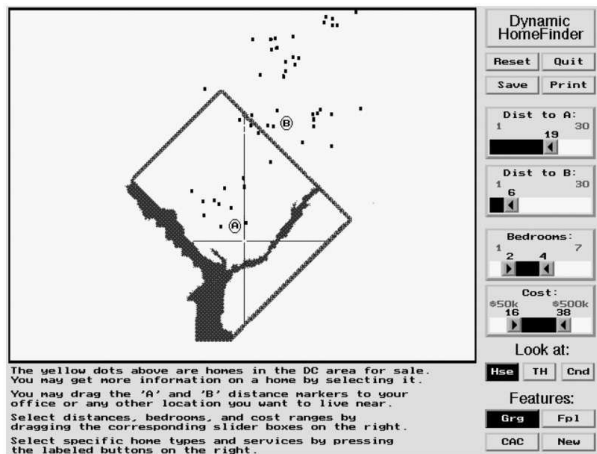 Dynamic
HomeFinder
Reset Quit
Save Print
Dist to A:
1 30
19
Dist to B:
1 30
6
Bedrooms:
1 7
2 4
Cost:
$50k $500k
16 38
Look at:
Hse TH Cnd
Features:
Grg Fpl
CAC New
B
A
The yellow dots above are homes in the DC area for sale.
You may get more information on a home by selecting it.
You may drag the 'A' and 'B' distance markers to your
office or any other location you want to live near.
Select distances, bedrooms, and cost ranges by
dragging the corresponding slider boxes on the right.
Select specific home types and services by pressing
the labeled buttons on the right.